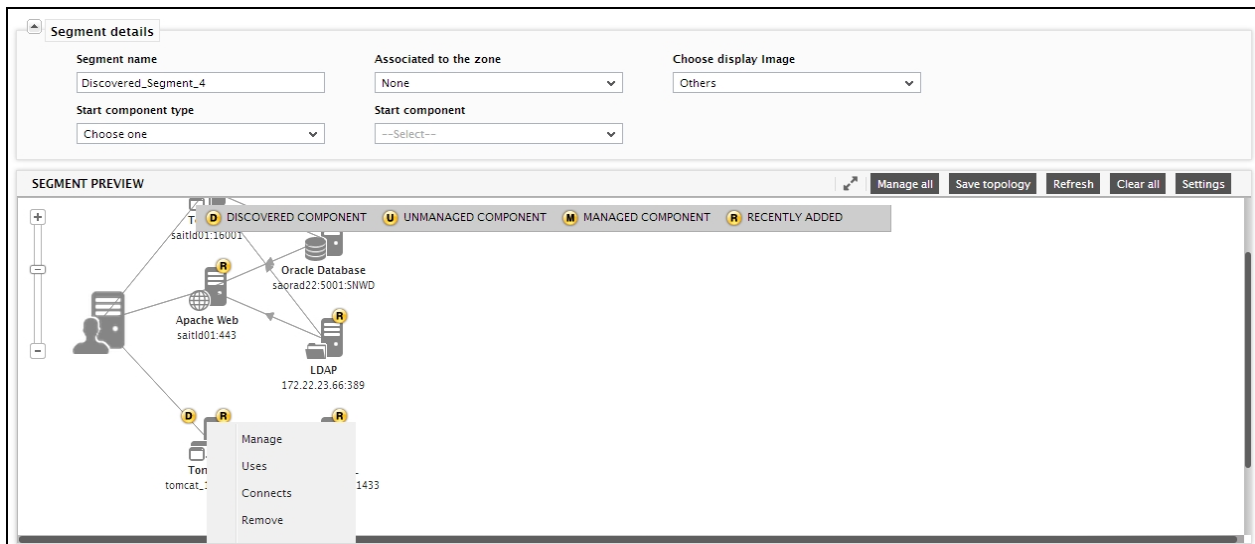 Segment details
Segment name
Associated to the zone
Choose display Image
Discovered_Segment_4
None
Others
Start component type
Start component
Choose one
--Select--
SEGMENT PREVIEW
Manage all
Save topology
Refresh
Clear all
Settings
D DISCOVERED COMPONENT U UNMANAGED COMPONENT M MANAGED COMPONENT R RECENTLY ADDED
saitld01:16001
Oracle Database
saorad22:5001:SNWD
R
Apache Web
saitld01:443
R
LDAP
172.22.23.66:389
D R
R
Manage
Uses
Connects
Remove
Ton
tomcat_1
1433